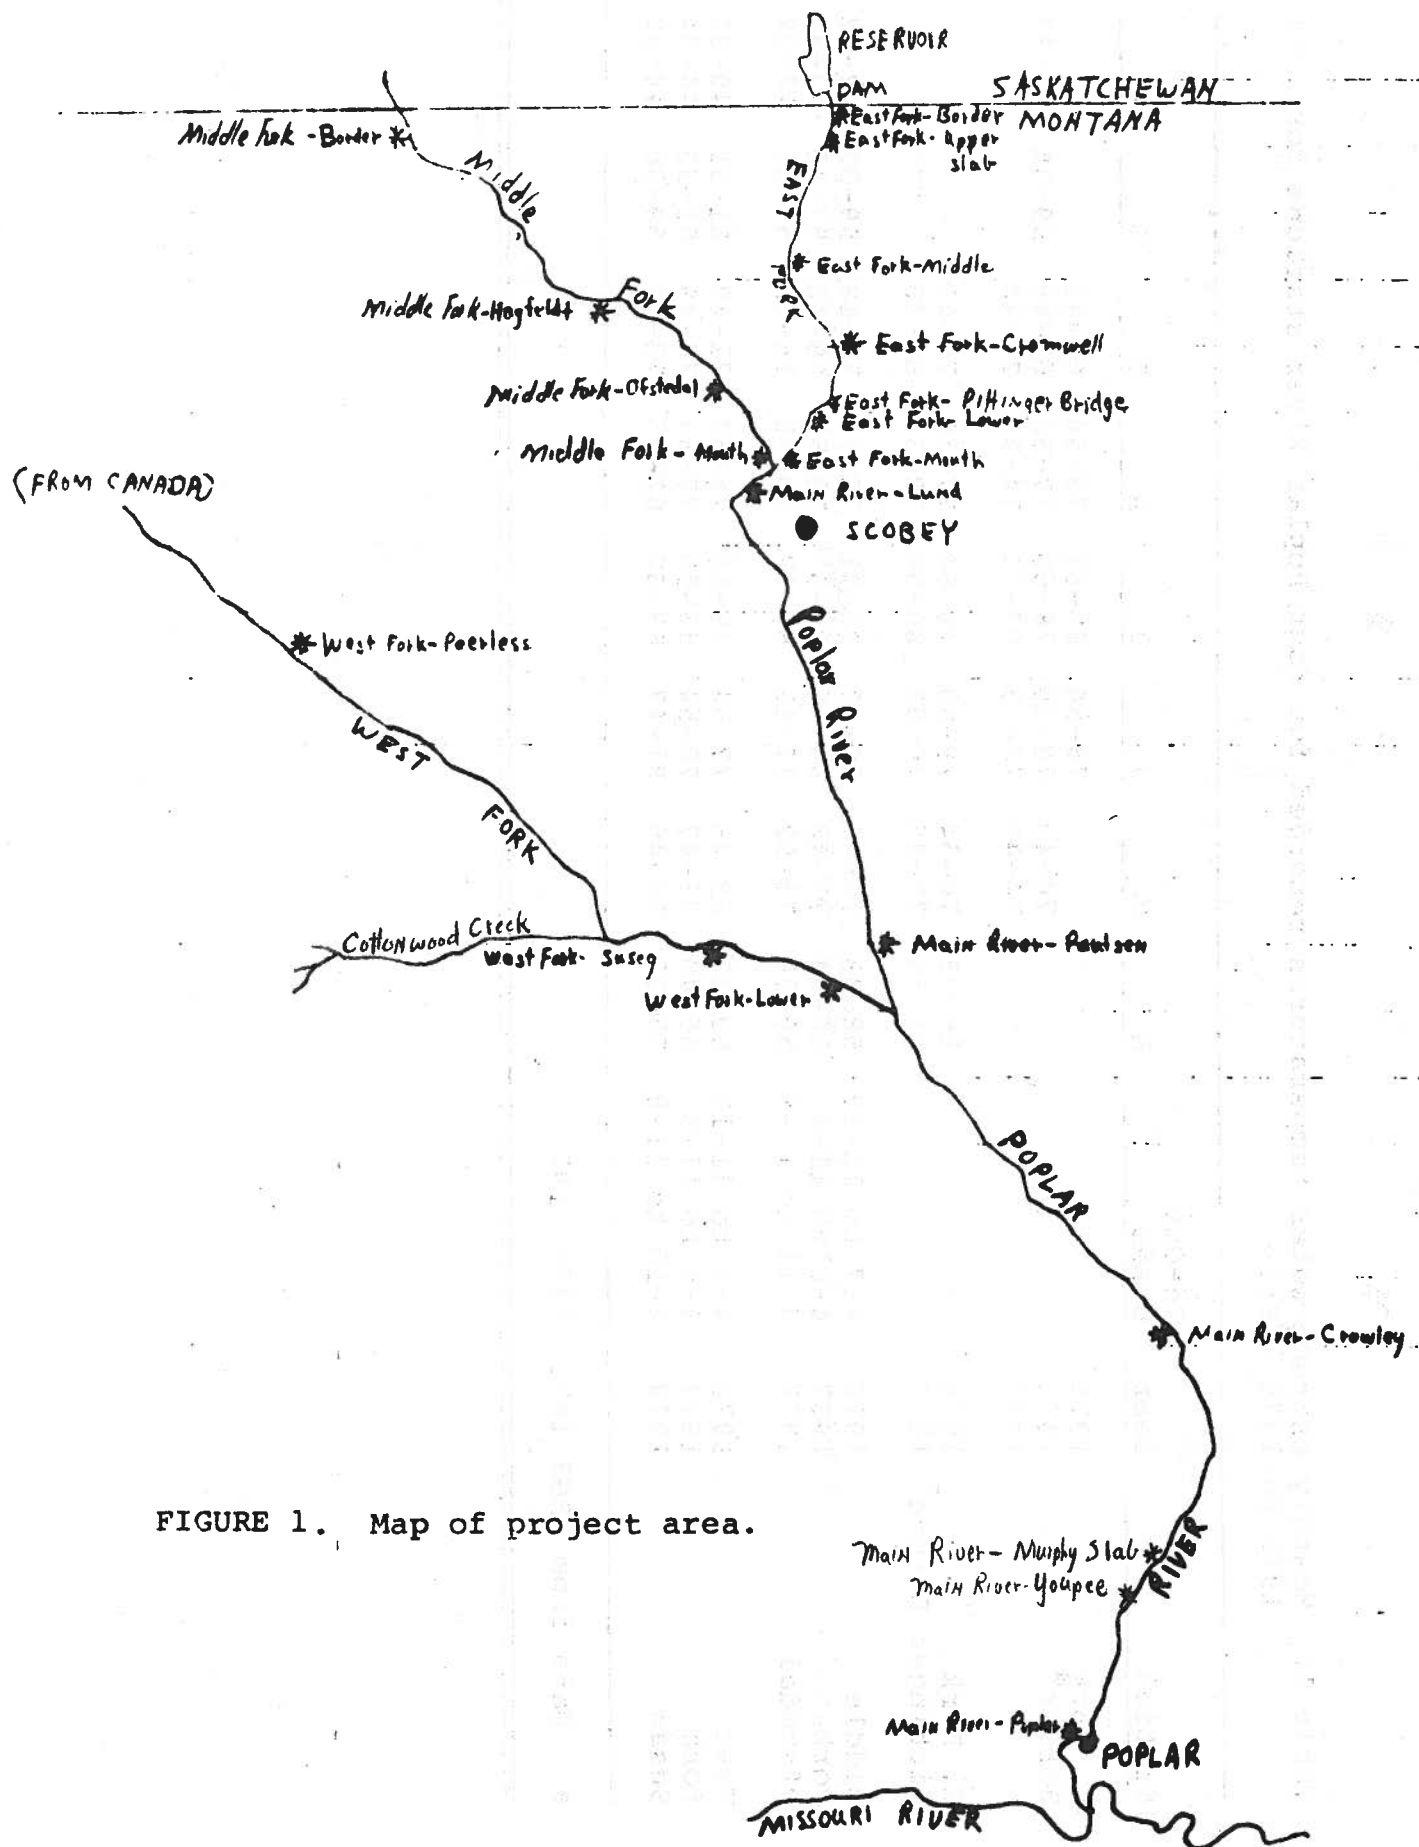 RESERVOIR
DAM
SASKATCHEWAN
East Fork-Border
MONTANA
Middle Fork-Border
East Fork-Upper
slab
Middle
EAST
East Fork-Middle
FORK
Fork
Middle Fork-Hagfeldt
East Fork-Cromwell
Middle Fork-Ofstedal
East Fork-Pittinger Bridge
East Fork-Lower
Middle Fork-Mouth
East Fork-Mouth
(FROM CANADA)
Main River-Lund
SCOBEY
West Fork-Peerless
Poplar River
WEST
FORK
Cottonwood Creek
Main River-Paulsen
West Fork-Susag
West Fork-Lower
POPLAR
Main River-Crowley
FIGURE 1. Map of project area.
Main River-Murphy Slab
RIVER
Main River-Youpee
Main River-Poplar
POPLAR
MISSOURI RIVER